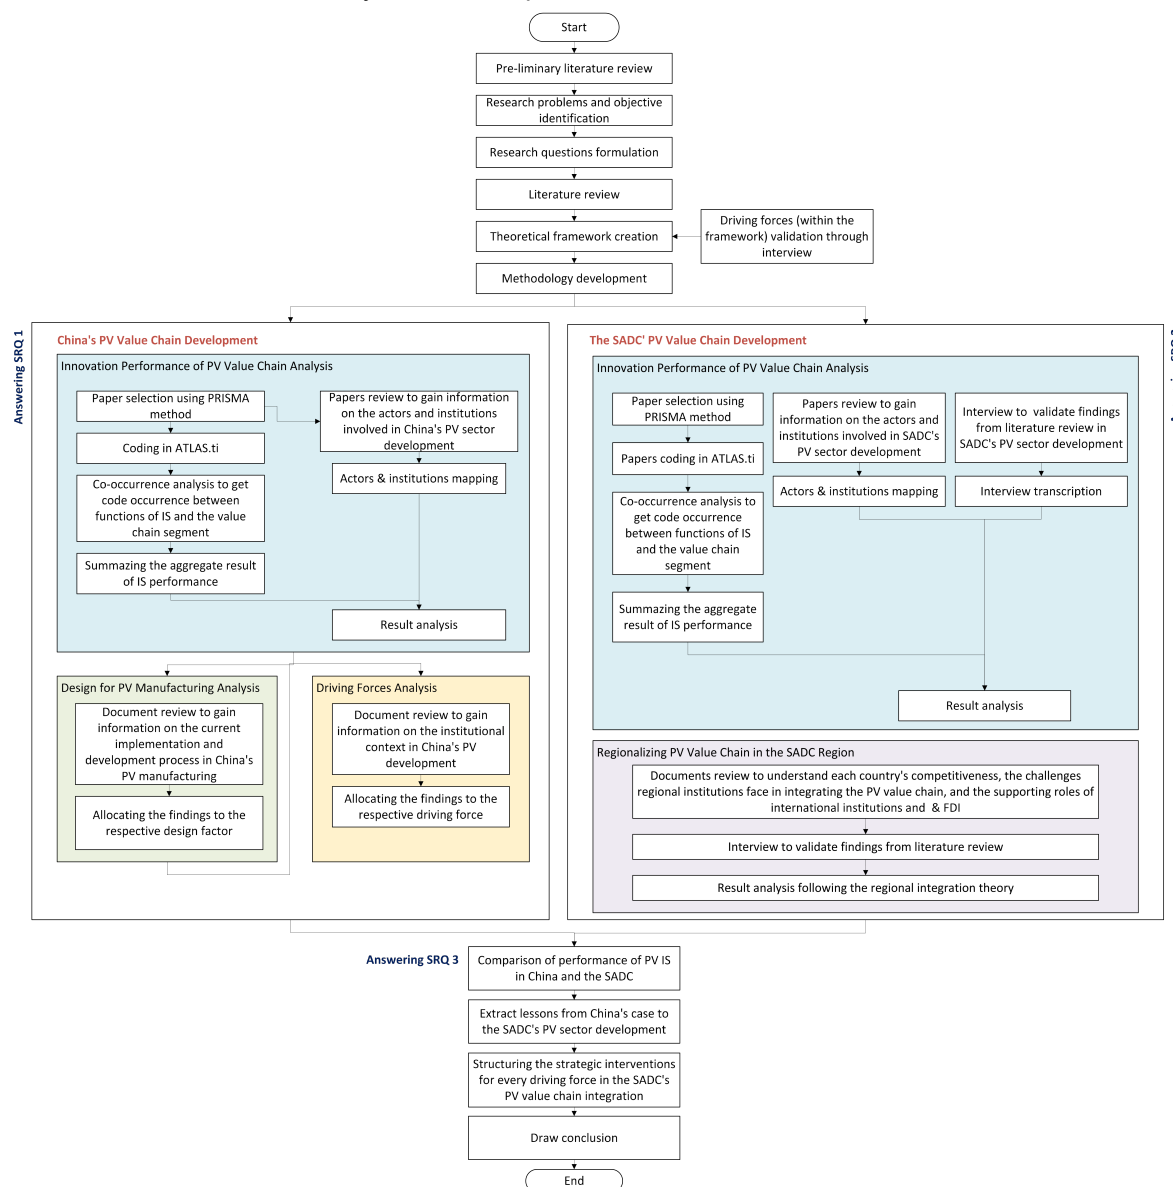 Start
Pre-liminary literature review
Research problems and objective
identification
Research questions formulation
Literature review
Theoretical framework creation
Driving forces (within the
framework) validation through
interview
Methodology development
Answering SRQ 1
China's PV Value Chain Development
Innovation Performance of PV Value Chain Analysis
Paper selection using PRISMA
method
Papers review to gain information
on the actors and institutions
involved in China's PV sector
development
Coding in ATLAS.ti
Actors & institutions mapping
Co-occurrence analysis to get
code occurrence between
functions of IS and the value
chain segment
Summazing the aggregate result
of IS performance
Result analysis
Design for PV Manufacturing Analysis
Document review to gain
information on the current
implementation and
development process in China's
PV manufacturing
Allocating the findings to the
respective design factor
Driving Forces Analysis
Document review to gain
information on the institutional
context in China's PV
development
Allocating the findings to the
respective driving force
The SADC' PV Value Chain Development
Innovation Performance of PV Value Chain Analysis
Paper selection using
PRISMA method
Papers coding in ATLAS.ti
Co-occurrence analysis to
get code occurrence
between functions of IS
and the value chain
segment
Summazing the aggregate
result of IS performance
Papers review to gain
information on the actors and
institutions involved in SADC's
PV sector development
Actors & institutions mapping
Interview to  validate findings
from literature review in
SADC's PV sector development
Interview transcription
Result analysis
Regionalizing PV Value Chain in the SADC Region
Documents review to understand each country's competitiveness, the challenges
regional institutions face in integrating the PV value chain, and the supporting roles of
international institutions and  & FDI
Interview to validate findings from literature review
Result analysis following the regional integration theory
Answering SRQ 3
Comparison of performance of PV IS
in China and the SADC
Extract lessons from China's case to
the SADC's PV sector development
Structuring the strategic interventions
for every driving force in the SADC's
PV value chain integration
Draw conclusion
End